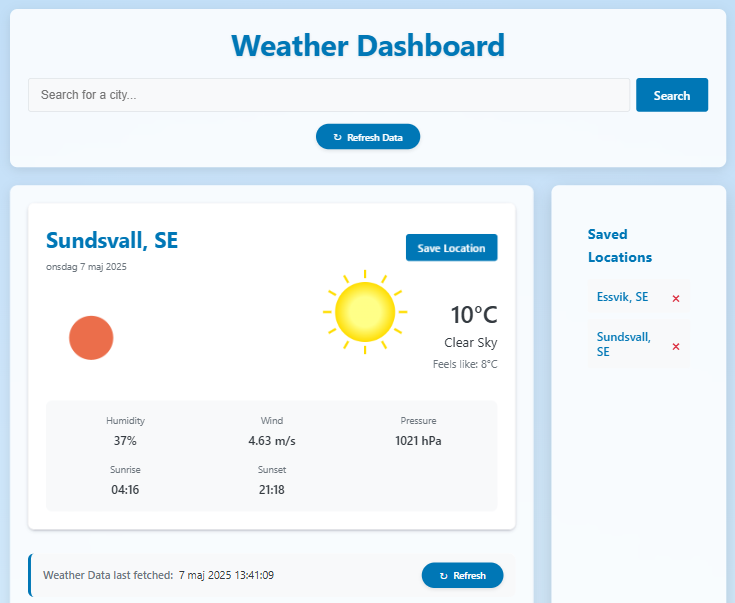 Weather Dashboard
Search for a city...
Search
↻ Refresh Data
Sundsvall, SE
onsdag 7 maj 2025
Save Location
10°C
Clear Sky
Feels like: 8°C
Humidity
37%
Wind
4.63 m/s
Pressure
1021 hPa
Sunrise
04:16
Sunset
21:18
Weather Data last fetched: 7 maj 2025 13:41:09
↻ Refresh
Saved
Locations
Essvik, SE ×
Sundsvall,
SE ×